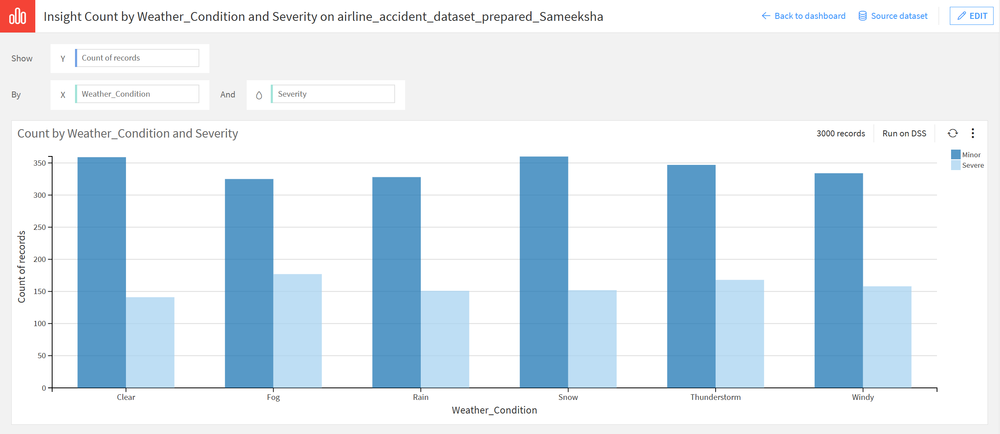 Insight Count by Weather_Condition and Severity on airline_accident_dataset_prepared_Sameeksha
Back to dashboard
Source dataset
EDIT
Show
Y
Count of records
By
X
Weather_Condition
And
Severity
Count by Weather_Condition and Severity
3000 records
Run on DSS
Minor
Severe
350
300
250
200
150
100
50
0
Count of records
Clear
Fog
Rain
Snow
Thunderstorm
Windy
Weather_Condition